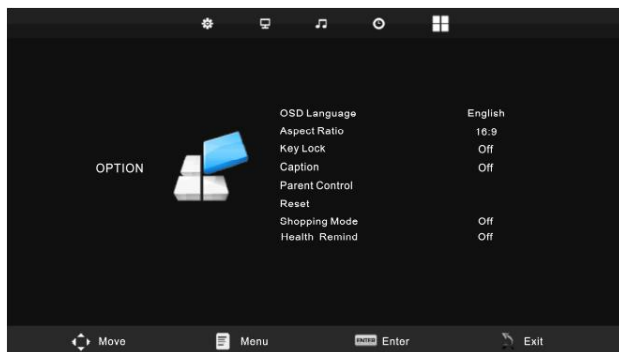 OSD Language English
Aspect Ratio 16:9
Key Lock Off
OPTION Caption Off
Parent Control
Reset
Shopping Mode Off
Health Remind Off
Move Menu ENTER Enter Exit